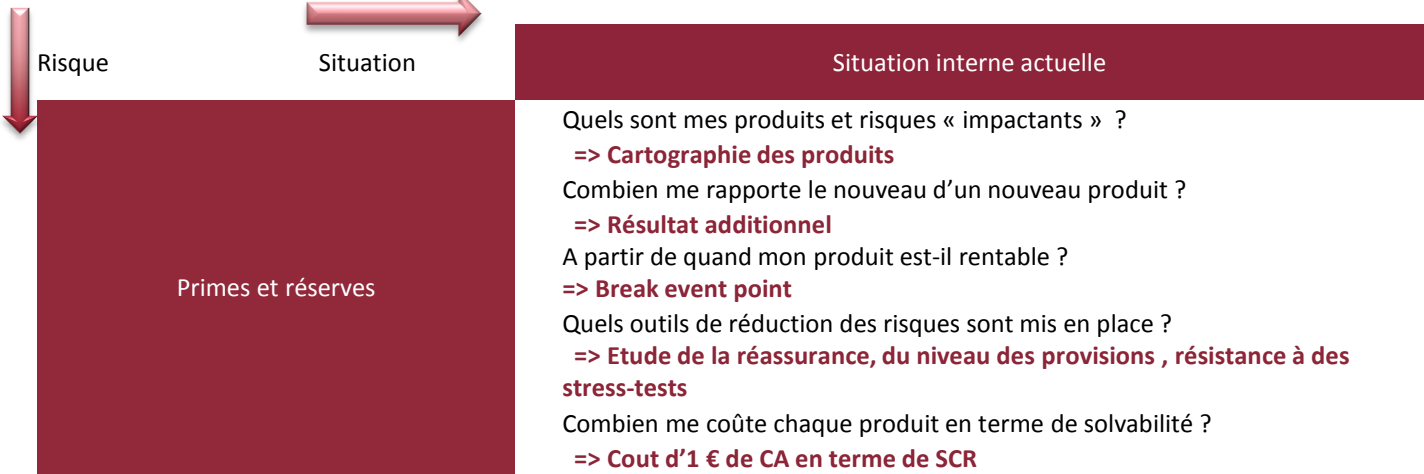 Risque
Situation
Situation interne actuelle
Primes et réserves
Quels sont mes produits et risques « impactants » ?
=> Cartographie des produits
Combien me rapporte le nouveau d’un nouveau produit ?
=> Résultat additionnel
A partir de quand mon produit est-il rentable ?
=> Break event point
Quels outils de réduction des risques sont mis en place ?
=> Etude de la réassurance, du niveau des provisions , résistance à des
stress-tests
Combien me coûte chaque produit en terme de solvabilité ?
=> Cout d’1 € de CA en terme de SCR